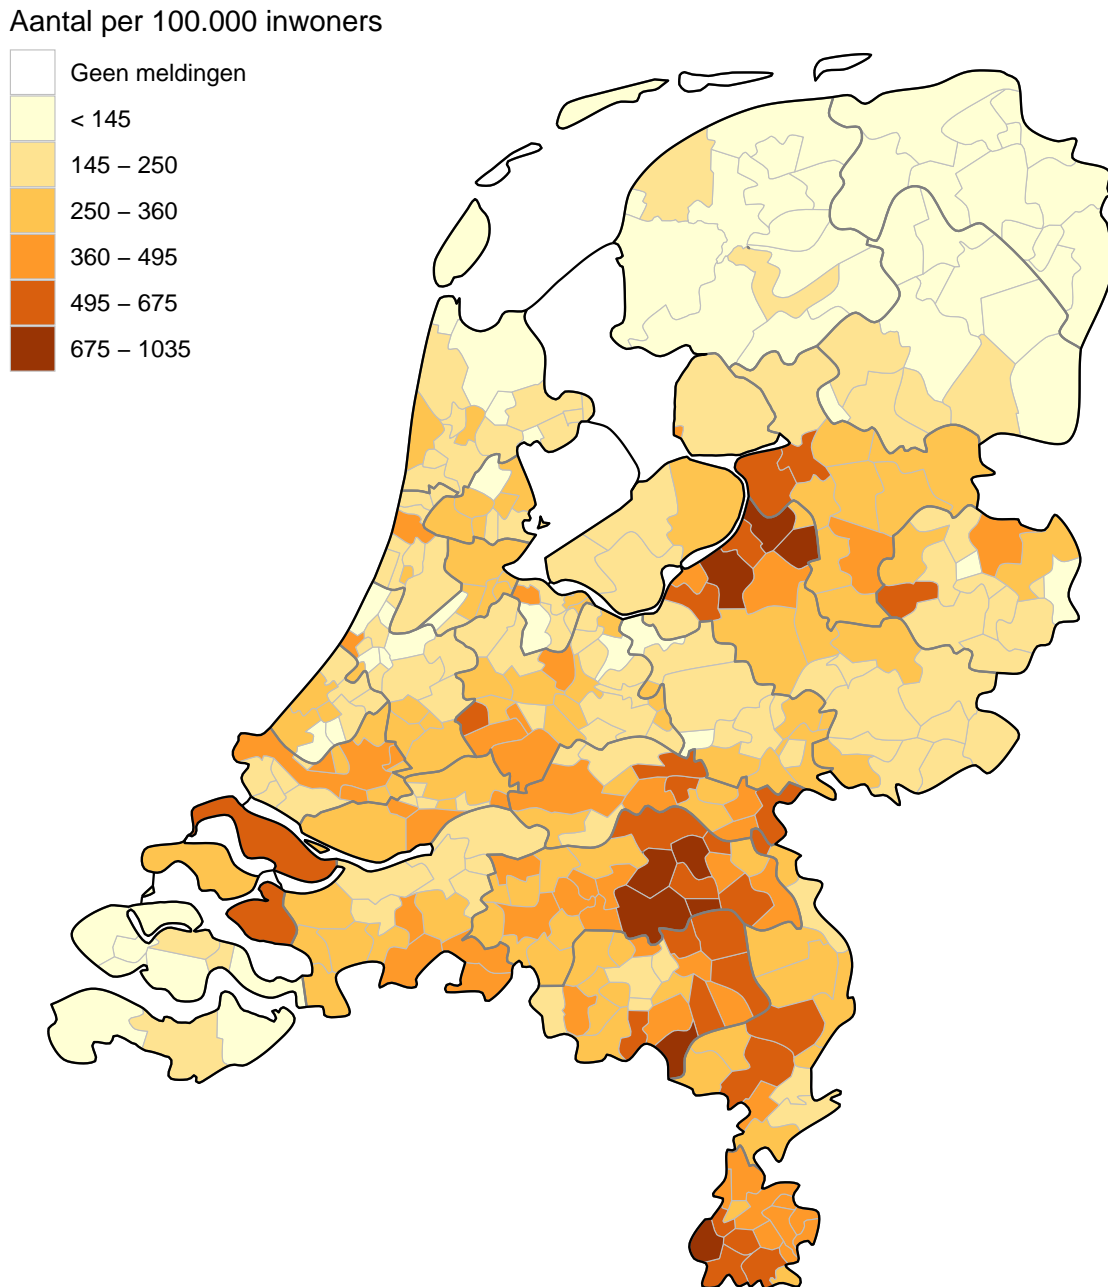 Aantal per 100.000 inwoners
Geen meldingen
< 145
145 – 250
250 – 360
360 – 495
495 – 675
675 – 1035